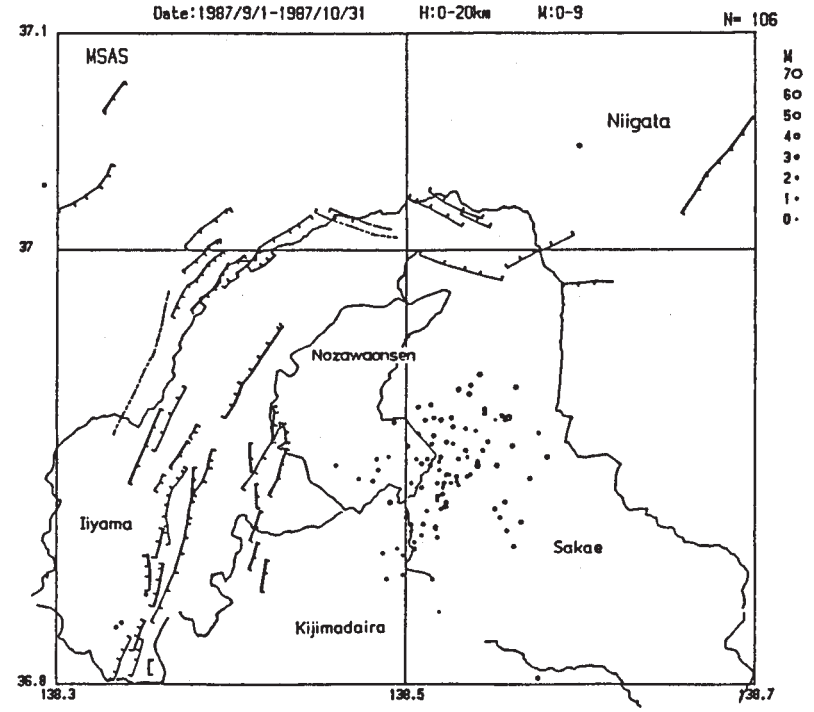 Date:1987/9/1-1987/10/31 H:0-20km M:0-9 N= 106
37.1
MSAS
M
7
6
5
4
3
2
1
0
Niigata
37
Nozawaonsen
Iiyama
Sakae
Kijimadaira
36.8
138.3 138.5 138.7